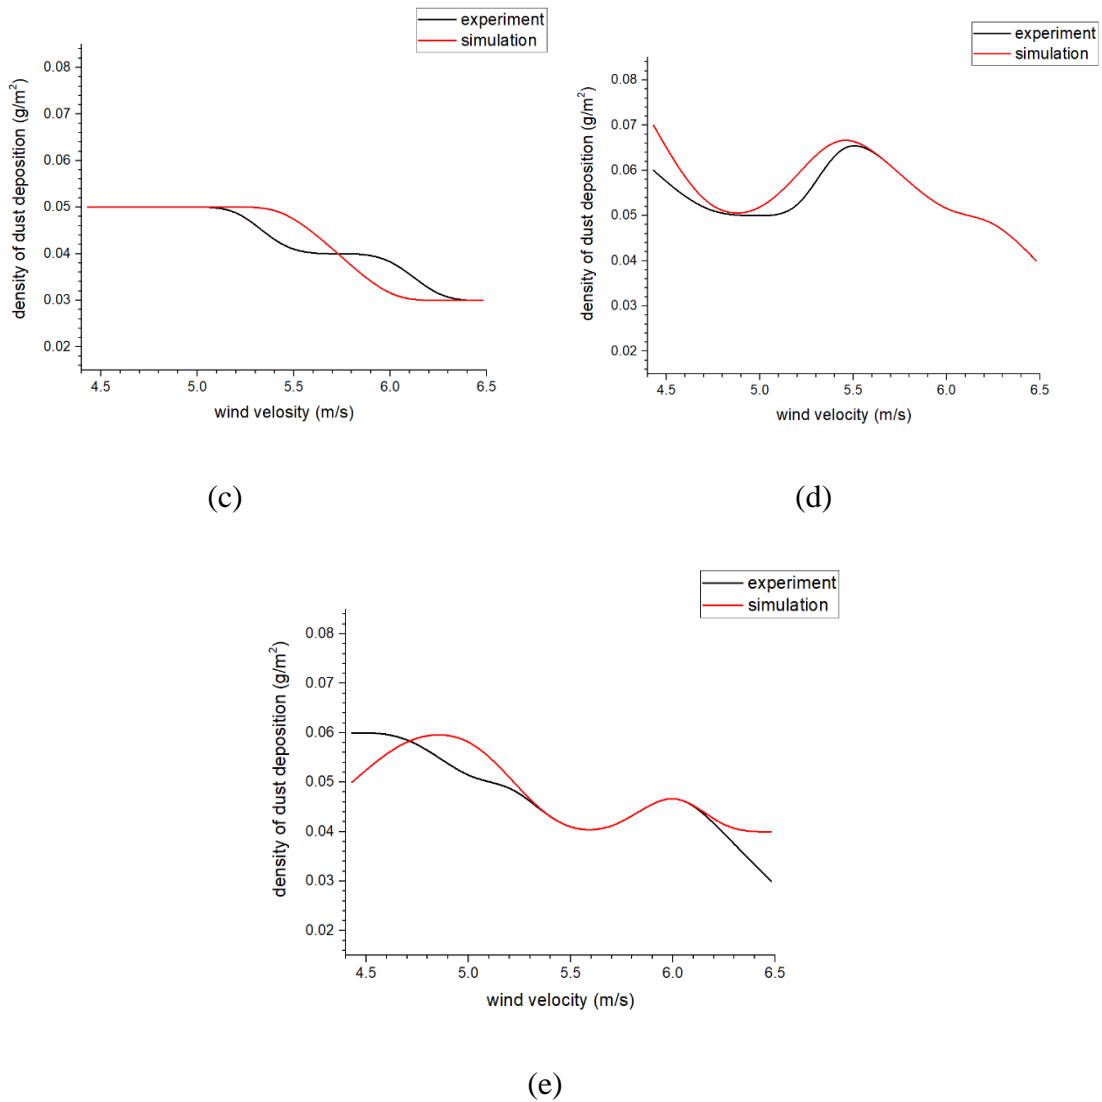 experiment
simulation
density of dust deposition (g/m²)
0.08
0.07
0.06
0.05
0.04
0.03
0.02
4.5 5.0 5.5 6.0 6.5
wind velosity (m/s)
(c)
experiment
simulation
density of dust deposition (g/m²)
0.08
0.07
0.06
0.05
0.04
0.03
0.02
4.5 5.0 5.5 6.0 6.5
wind velocity (m/s)
(d)
experiment
simulation
density of dust deposition (g/m²)
0.08
0.07
0.06
0.05
0.04
0.03
0.02
4.5 5.0 5.5 6.0 6.5
wind velocity (m/s)
(e)